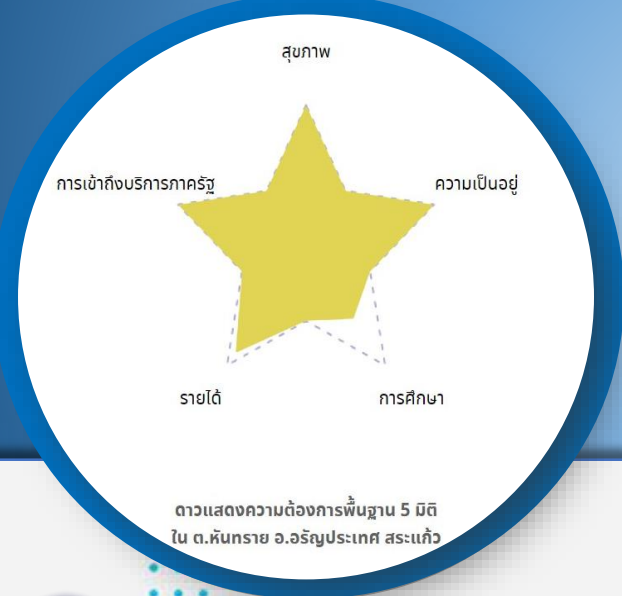 สุขภาพ
การเข้าถึงบริการภาครัฐ
ความเป็นอยู่
รายได้
การศึกษา
ดาวแสดงความต้องการพื้นฐาน 5 มิติ
ใน ต.หันทราย อ.อรัญประเทศ สระแก้ว